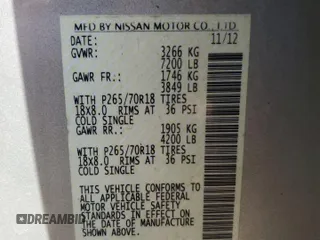 MFD BY NISSAN MOTOR CO., LTD
DATE: 11/12
GVWR: 3266 KG
7200 LB
GAWR FR.: 1746 KG
3849 LB
WITH P265/70R18 TIRES
18x8.0 RIMS AT 36 PSI
COLD SINGLE
GAWR RR.: 1905 KG
4200 LB
WITH P265/70R18 TIRES
18x8.0 RIMS AT 36 PSI
COLD SINGLE
THIS VEHICLE CONFORMS TO
ALL APPLICABLE FEDERAL
MOTOR VEHICLE SAFETY
STANDARDS IN EFFECT ON
THE DATE OF MANUFACTURE
SHOWN ABOVE
DREAMBID